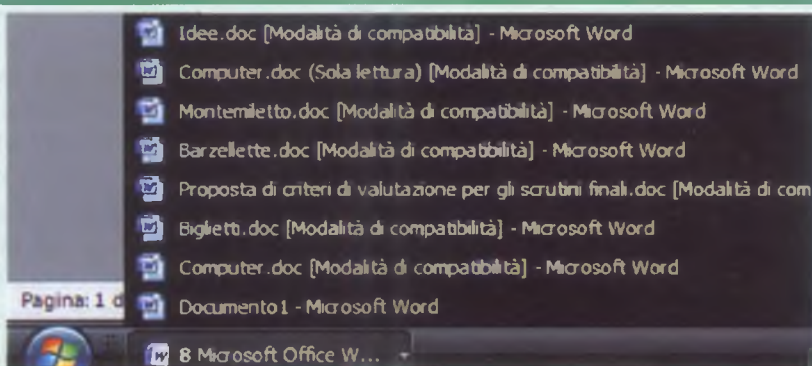 Idee.doc [Modalità di compatibilità] - Microsoft Word
Computer.doc (Sola lettura) [Modalità di compatibilità] - Microsoft Word
Montemiletto.doc [Modalità di compatibilità] - Microsoft Word
Barzellette.doc [Modalità di compatibilità] - Microsoft Word
Proposta di criteri di valutazione per gli scrutini finali.doc [Modalità di com
Biglietti.doc [Modalità di compatibilità] - Microsoft Word
Computer.doc [Modalità di compatibilità] - Microsoft Word
Pagina: 1 d
Documento1 - Microsoft Word
8 Microsoft Office W...